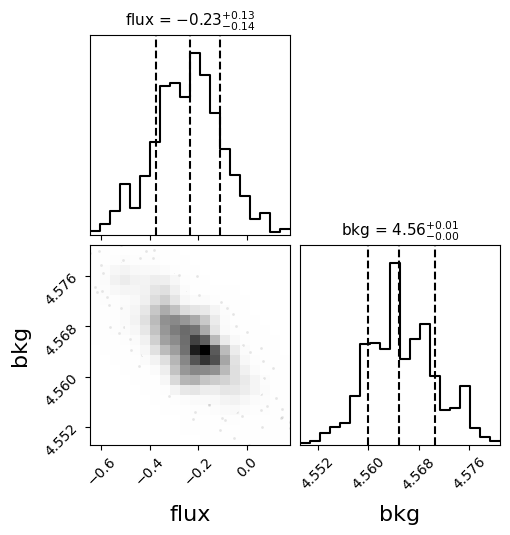 flux = −0.23+0.13−0.14
bkg = 4.56+0.01−0.00
4.576
4.568
4.560
4.552
bkg
−0.6 −0.4 −0.2 0.0
4.552 4.560 4.568 4.576
flux bkg